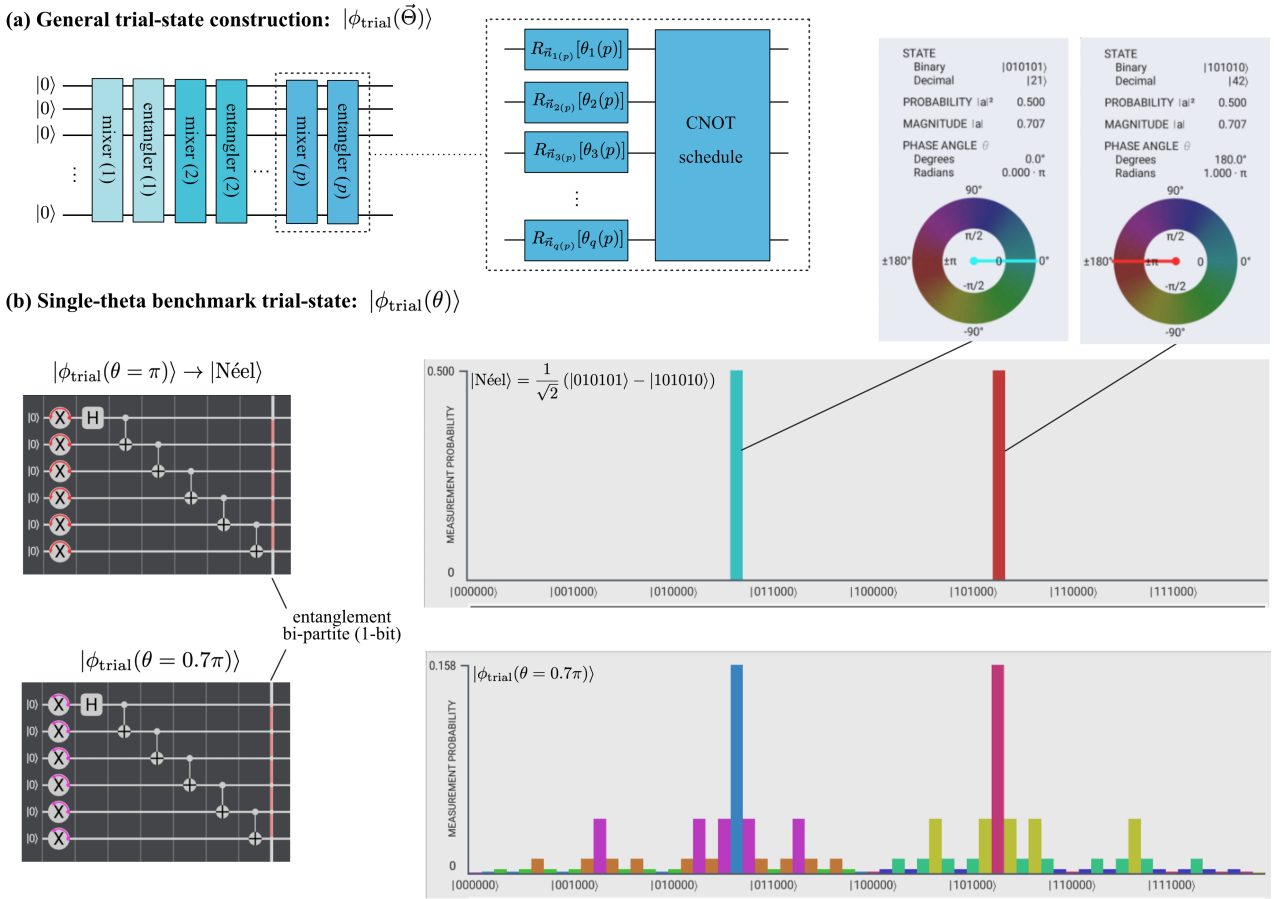 (a) General trial-state construction: |ϕtrial(Θ⃗)⟩
|0⟩
|0⟩
|0⟩
⋮
|0⟩
mixer (1)
entangler (1)
mixer (2)
entangler (2)
...
mixer (p)
entangler (p)
R_{n⃗_{1(p)}}[θ1(p)]
R_{n⃗_{2(p)}}[θ2(p)]
R_{n⃗_{3(p)}}[θ3(p)]
⋮
R_{n⃗_{q(p)}}[θq(p)]
CNOT
schedule
STATE
Binary |010101⟩
Decimal |21⟩
PROBABILITY |a|² 0.500
MAGNITUDE |a| 0.707
PHASE ANGLE θ
Degrees 0.0°
Radians 0.000 · π
90°
π/2
±180° ±π 0 0°
-π/2
-90°
STATE
Binary |101010⟩
Decimal |42⟩
PROBABILITY |a|² 0.500
MAGNITUDE |a| 0.707
PHASE ANGLE θ
Degrees 180.0°
Radians 1.000 · π
90°
π/2
±180° ±π 0 0°
-π/2
-90°
(b) Single-theta benchmark trial-state: |ϕtrial(θ)⟩
|ϕtrial(θ = π)⟩ → |Néel⟩
|0⟩ X H
|0⟩ X
|0⟩ X
|0⟩ X
|0⟩ X
|0⟩ X
entanglement
bi-partite (1-bit)
0.500
|Néel⟩ = 1/√2 (|010101⟩ − |101010⟩)
MEASUREMENT PROBABILITY
0
|000000⟩ |001000⟩ |010000⟩ |011000⟩ |100000⟩ |101000⟩ |110000⟩ |111000⟩
|ϕtrial(θ = 0.7π)⟩
|0⟩ X H
|0⟩ X
|0⟩ X
|0⟩ X
|0⟩ X
|0⟩ X
0.158
|ϕtrial(θ = 0.7π)⟩
MEASUREMENT PROBABILITY
0
|000000⟩ |001000⟩ |010000⟩ |011000⟩ |100000⟩ |101000⟩ |110000⟩ |111000⟩